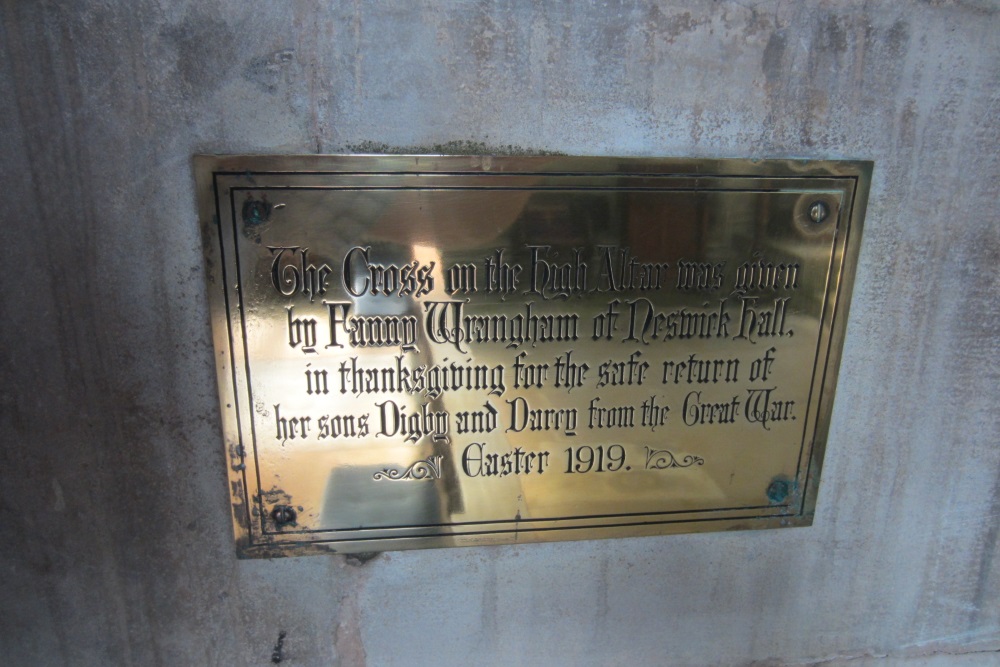 The Cross on the High Altar was given
by Fanny Wrangham of Neswick Hall,
in thanksgiving for the safe return of
her sons Digby and Darcy from the Great War.
Easter 1919.